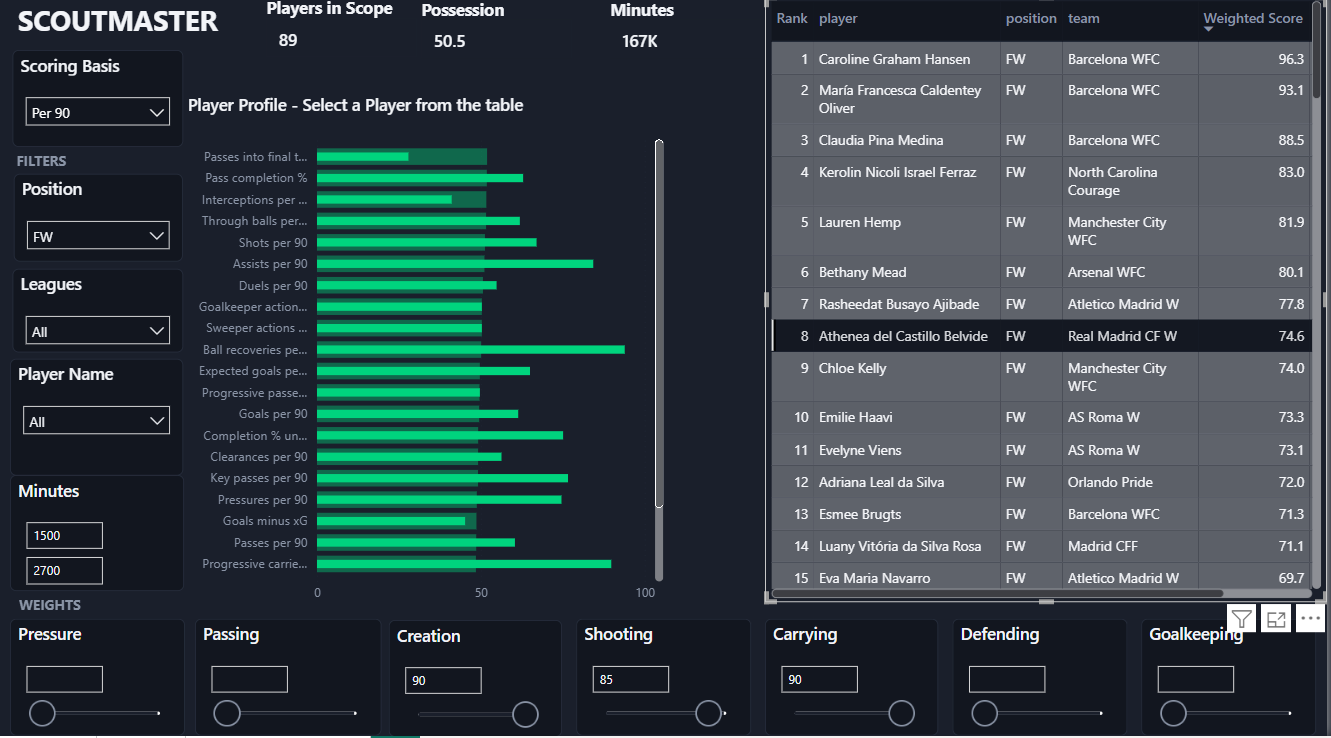 SCOUTMASTER
Players in Scope
89
Possession
50.5
Minutes
167K
Scoring Basis
Per 90
FILTERS
Position
FW
Leagues
All
Player Name
All
Minutes
1500
2700
Player Profile - Select a Player from the table
Passes into final t...
Pass completion %
Interceptions per ...
Through balls per...
Shots per 90
Assists per 90
Duels per 90
Goalkeeper action...
Sweeper actions ...
Ball recoveries pe...
Expected goals pe...
Progressive passe...
Goals per 90
Completion % un...
Clearances per 90
Key passes per 90
Pressures per 90
Goals minus xG
Passes per 90
Progressive carrie...
0 50 100
Rank player position team Weighted Score
1 Caroline Graham Hansen FW Barcelona WFC 96.3
2 María Francesca Caldentey FW Barcelona WFC 93.1
Oliver
3 Claudia Pina Medina FW Barcelona WFC 88.5
4 Kerolin Nicoli Israel Ferraz FW North Carolina 83.0
Courage
5 Lauren Hemp FW Manchester City 81.9
WFC
6 Bethany Mead FW Arsenal WFC 80.1
7 Rasheedat Busayo Ajibade FW Atletico Madrid W 77.8
8 Athenea del Castillo Belvide FW Real Madrid CF W 74.6
9 Chloe Kelly FW Manchester City 74.0
WFC
10 Emilie Haavi FW AS Roma W 73.3
11 Evelyne Viens FW AS Roma W 73.1
12 Adriana Leal da Silva FW Orlando Pride 72.0
13 Esmee Brugts FW Barcelona WFC 71.3
14 Luany Vitória da Silva Rosa FW Madrid CFF 71.1
15 Eva Maria Navarro FW Atletico Madrid W 69.7
WEIGHTS
Pressure
Passing
Creation
90
Shooting
85
Carrying
90
Defending
Goalkeeping